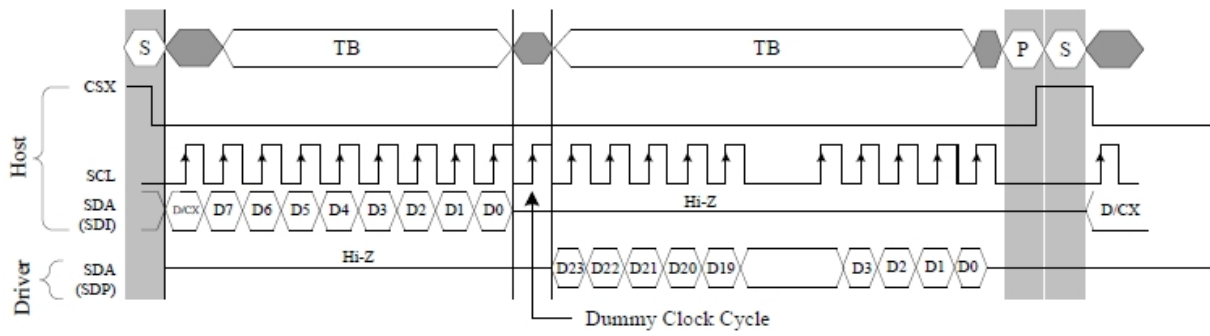 S TB TB P S
CSX
Host
SCL
SDA
(SDI)
D/CX D7 D6 D5 D4 D3 D2 D1 D0 Hi-Z D/CX
Driver
SDA
(SDP)
Hi-Z D23 D22 D21 D20 D19 D3 D2 D1 D0
Dummy Clock Cycle